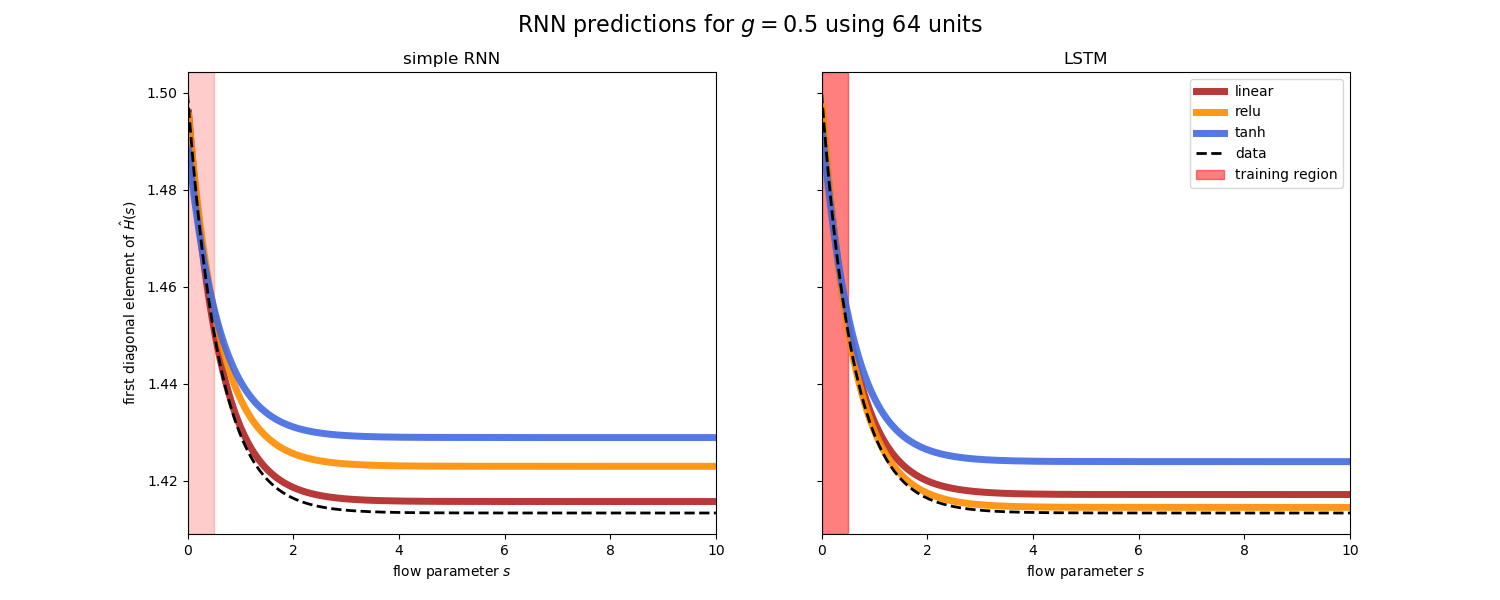 RNN predictions for g = 0.5 using 64 units
simple RNN
LSTM
1.50
1.48
1.46
1.44
1.42
first diagonal element of Ĥ(s)
0 2 4 6 8 10
flow parameter s
linear
relu
tanh
data
training region
0 2 4 6 8 10
flow parameter s